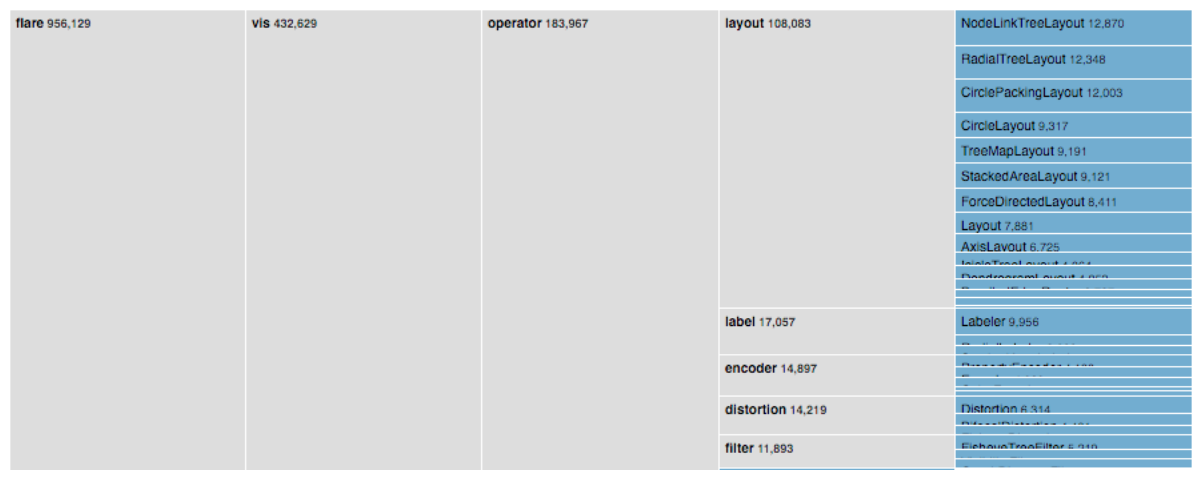 flare 956,129
vis 432,629
operator 183,967
layout 108,083
NodeLinkTreeLayout 12,870
RadialTreeLayout 12,348
CirclePackingLayout 12,003
CircleLayout 9,317
TreeMapLayout 9,191
StackedAreaLayout 9,121
ForceDirectedLayout 8,411
Layout 7,881
AxisLayout 6,725
label 17,057
Labeler 9,956
encoder 14,897
distortion 14,219
Distortion 6,314
filter 11,893
FisheyeTreeFilter 5,219